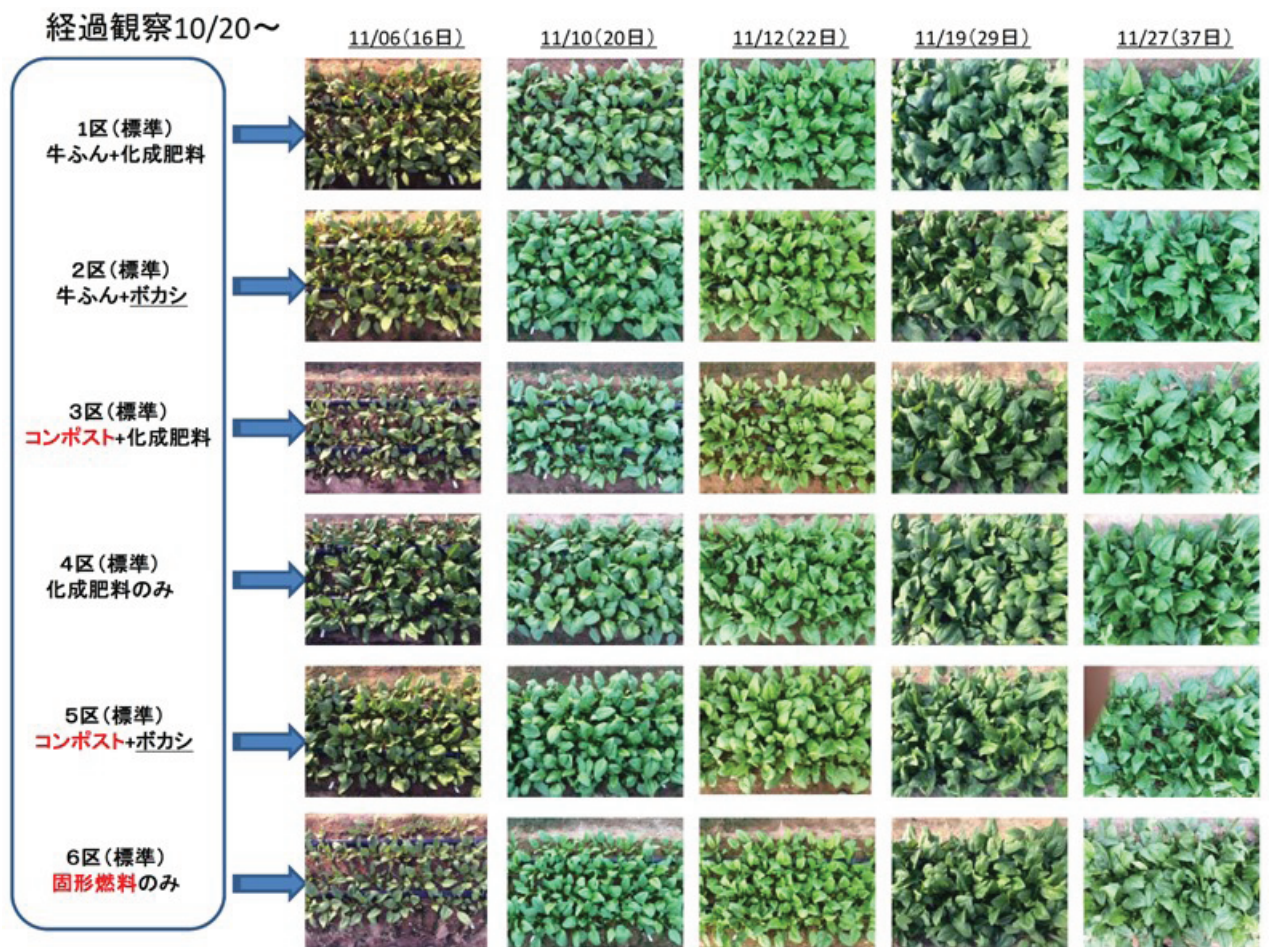 経過観察10/20～
11/06(16日)
11/10(20日)
11/12(22日)
11/19(29日)
11/27(37日)
1区(標準)
牛ふん+化成肥料
2区(標準)
牛ふん+ボカシ
3区(標準)
コンポスト+化成肥料
4区(標準)
化成肥料のみ
5区(標準)
コンポスト+ボカシ
6区(標準)
固形燃料のみ